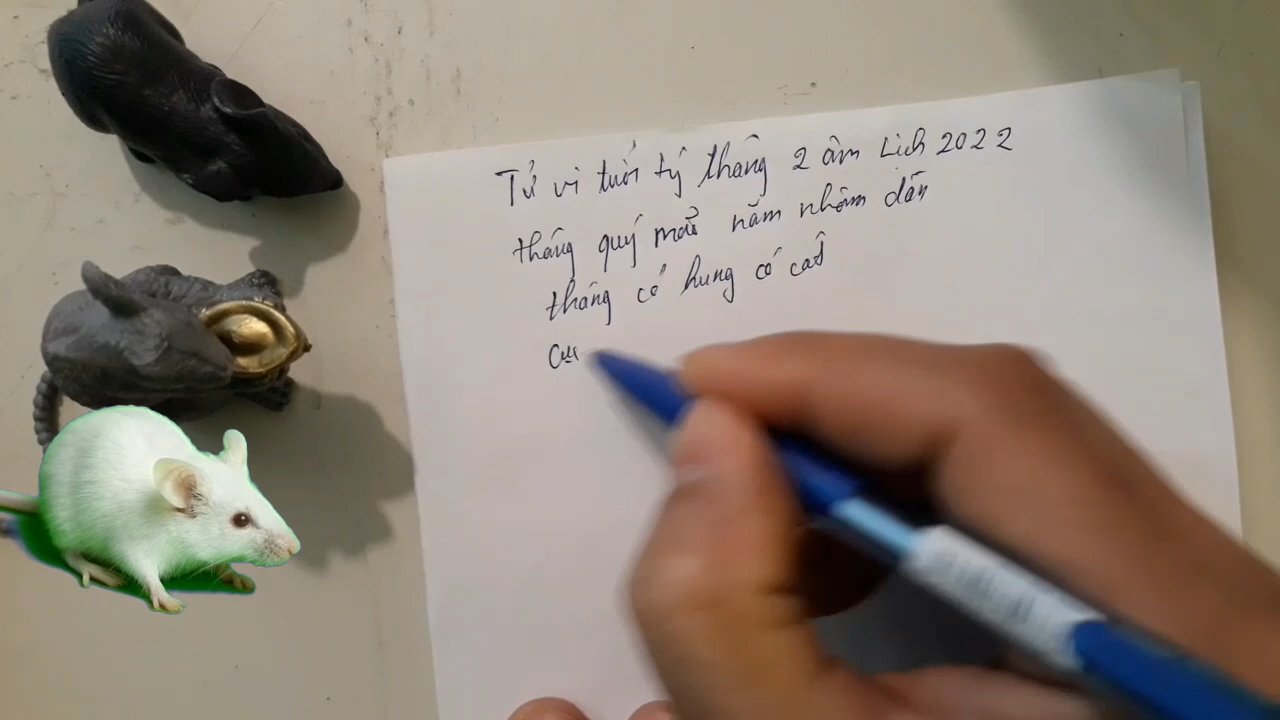 Tử vi tuổi tý tháng 2 âm Lịch 2022
tháng quý mão năm nhâm dần
tháng có hung có cát